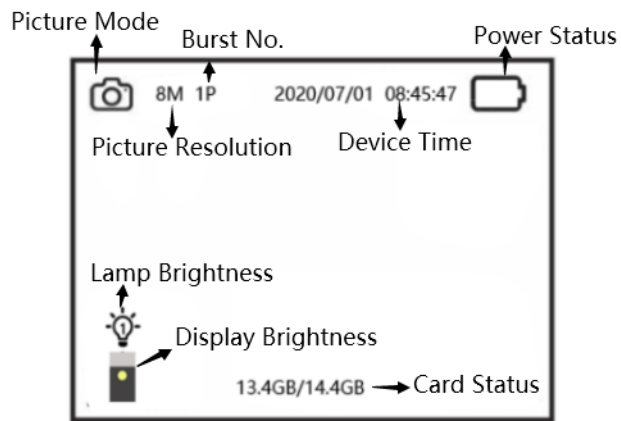 Picture Mode
Burst No.
Power Status
8M 1P 2020/07/01 08:45:47
Picture Resolution
Device Time
Lamp Brightness
1
Display Brightness
13.4GB/14.4GB
Card Status